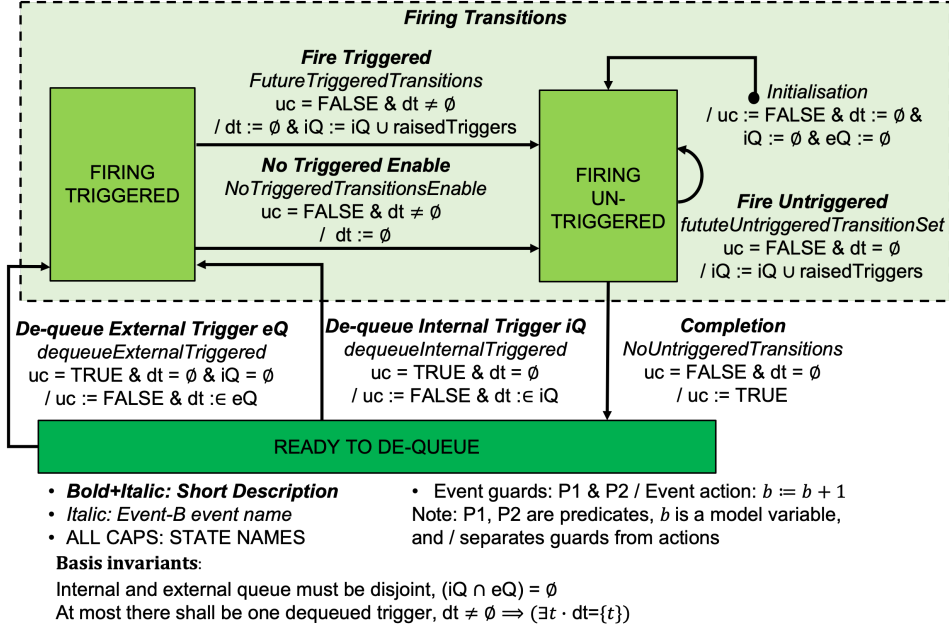 Firing Transitions
Fire Triggered
FutureTriggeredTransitions
uc = FALSE & dt ≠ ∅
/ dt := ∅ & iQ := iQ ∪ raisedTriggers
FIRING
TRIGGERED
No Triggered Enable
NoTriggeredTransitionsEnable
uc = FALSE & dt ≠ ∅
/ dt := ∅
FIRING
UN-
TRIGGERED
Initialisation
/ uc := FALSE & dt := ∅ &
iQ := ∅ & eQ := ∅
Fire Untriggered
fututeUntriggeredTransitionSet
uc = FALSE & dt = ∅
/ iQ := iQ ∪ raisedTriggers
De-queue External Trigger eQ
dequeueExternalTriggered
uc = TRUE & dt = ∅ & iQ = ∅
/ uc := FALSE & dt :∈ eQ
De-queue Internal Trigger iQ
dequeueInternalTriggered
uc = TRUE & dt = ∅
/ uc := FALSE & dt :∈ iQ
Completion
NoUntriggeredTransitions
uc = FALSE & dt = ∅
/ uc := TRUE
READY TO DE-QUEUE
• Bold+Italic: Short Description
• Italic: Event-B event name
• ALL CAPS: STATE NAMES
• Event guards: P1 & P2 / Event action: b ≔ b + 1
Note: P1, P2 are predicates, b is a model variable,
and / separates guards from actions
Basis invariants:
Internal and external queue must be disjoint, (iQ ∩ eQ) = ∅
At most there shall be one dequeued trigger, dt ≠ ∅ ⟹ (∃t · dt={t})